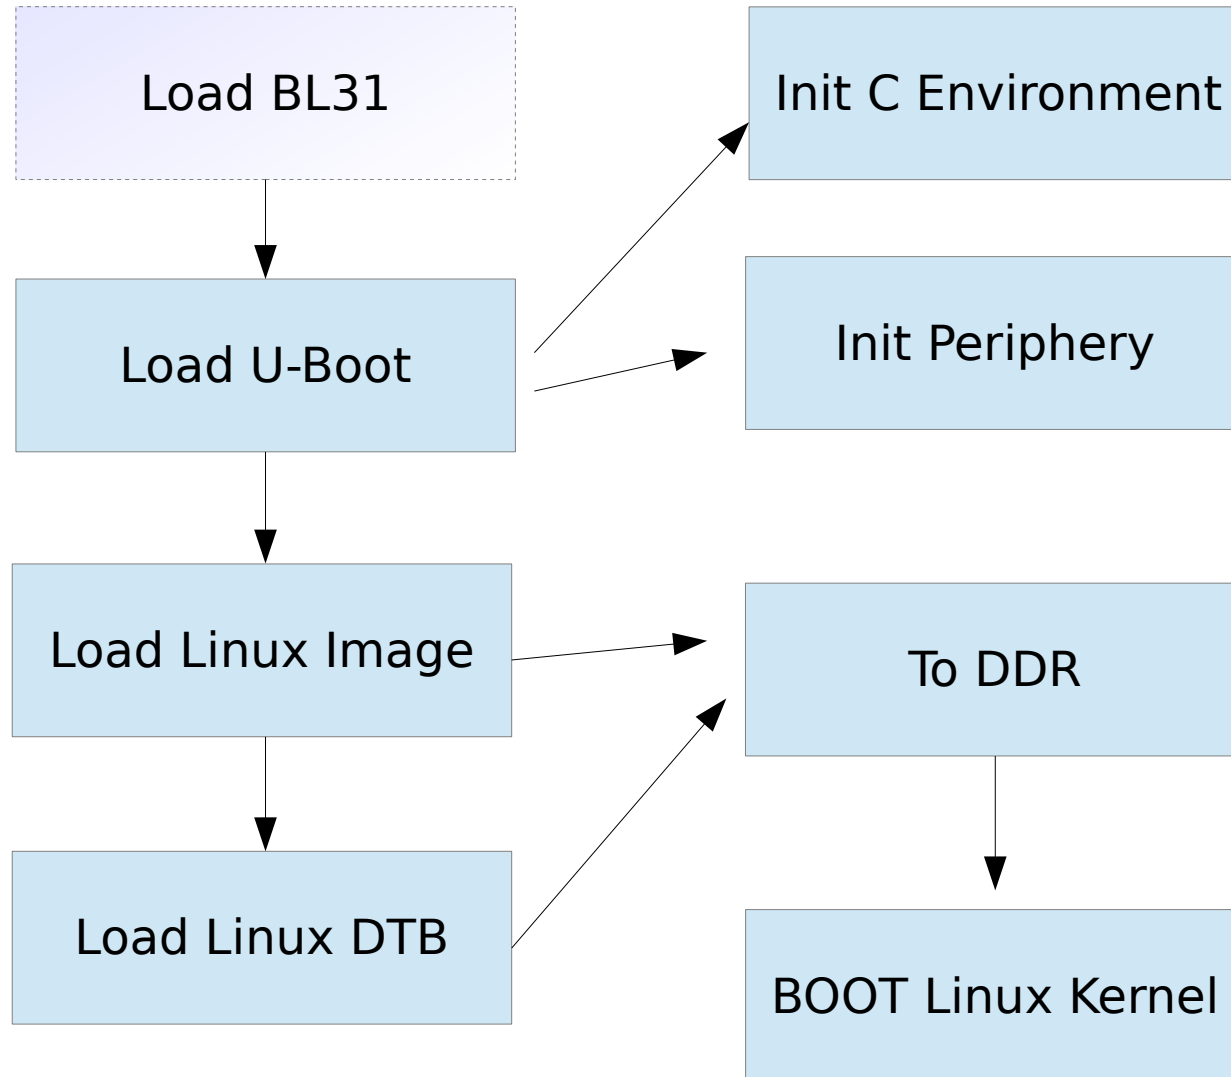 Load BL31
Init C Environment
Load U-Boot
Init Periphery
Load Linux Image
To DDR
Load Linux DTB
BOOT Linux Kernel